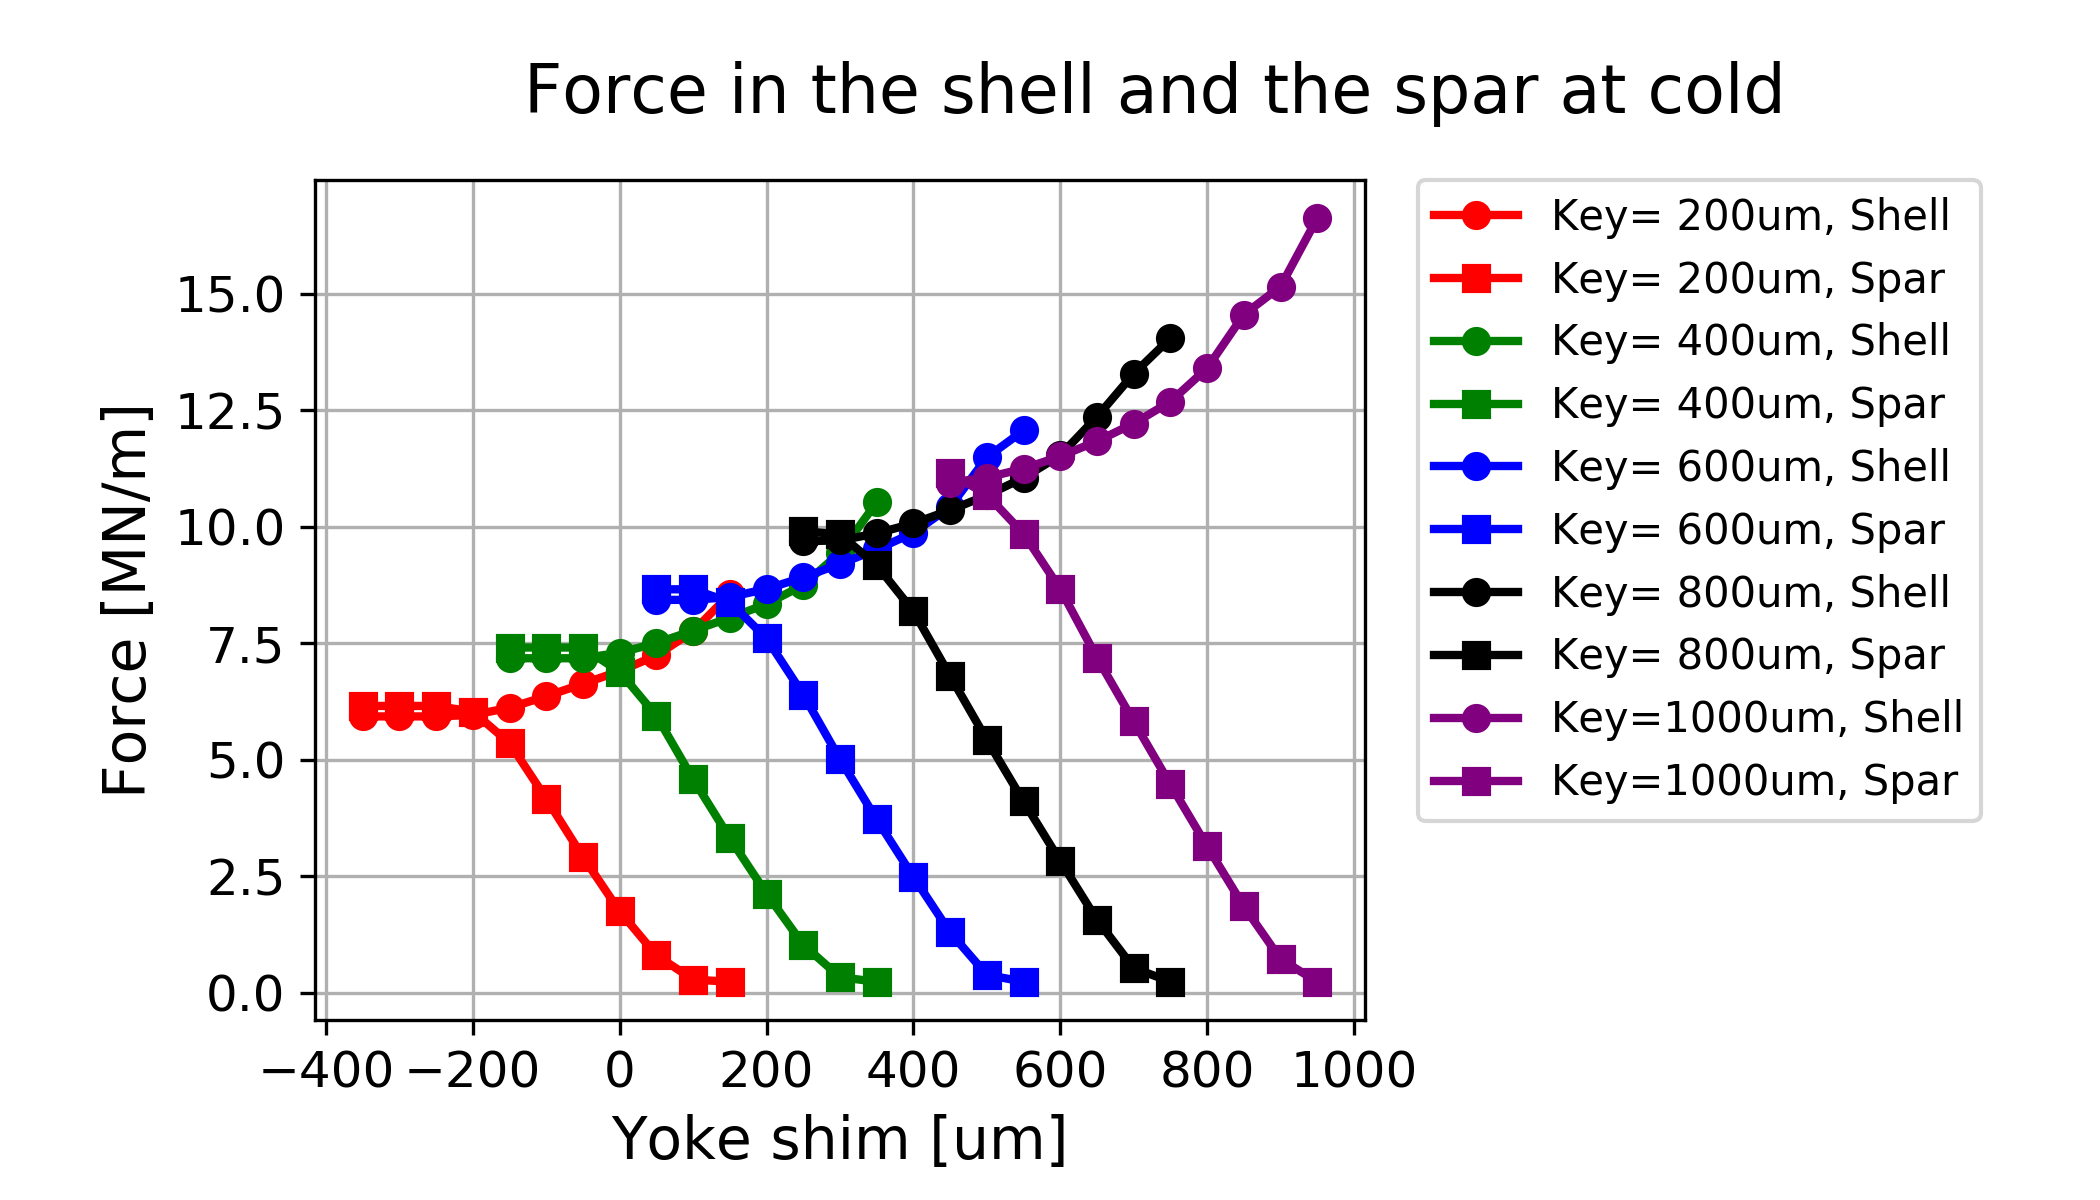 Force in the shell and the spar at cold
Force [MN/m]
15.0
12.5
10.0
7.5
5.0
2.5
0.0
−400 −200 0 200 400 600 800 1000
Yoke shim [um]
Key= 200um, Shell
Key= 200um, Spar
Key= 400um, Shell
Key= 400um, Spar
Key= 600um, Shell
Key= 600um, Spar
Key= 800um, Shell
Key= 800um, Spar
Key=1000um, Shell
Key=1000um, Spar